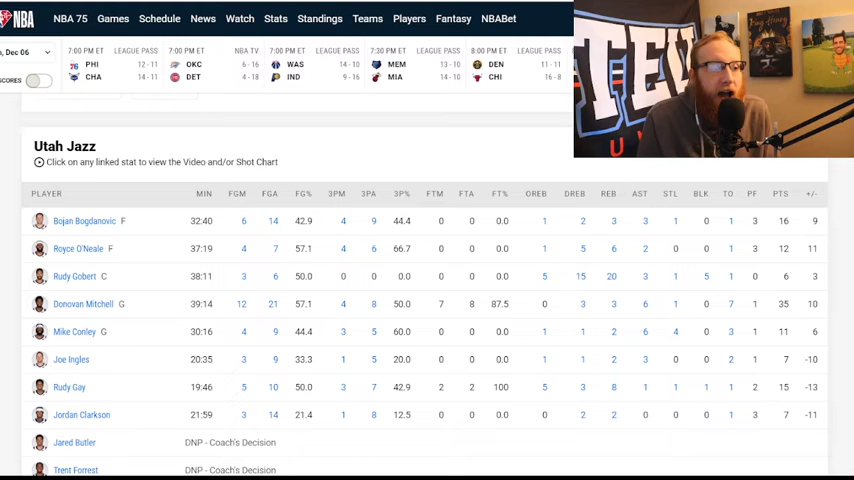 NBA NBA 75 Games Schedule News Watch Stats Standings Teams Players Fantasy NBABet
, Dec 06 7:00 PM ET LEAGUE PASS 7:00 PM ET NBA TV 7:00 PM ET LEAGUE PASS 7:30 PM ET LEAGUE PASS 8:00 PM ET LEAGUE PASS
PHI 12 - 11 OKC 6 - 16 WAS 14 - 10 MEM 13 - 10 DEN 11 - 11
SCORES CHA 14 - 11 DET 4 - 18 IND 9 - 16 MIA 14 - 10 CHI 16 - 8
King Henry
TED
U
Utah Jazz
Click on any linked stat to view the Video and/or Shot Chart
PLAYER MIN FGM FGA FG% 3PM 3PA 3P% FTM FTA FT% OREB DREB REB AST STL BLK TO PF PTS +/-
Bojan Bogdanovic F 32:40 6 14 42.9 4 9 44.4 0 0 0.0 1 2 3 3 1 0 1 3 16 9
Royce O'Neale F 37:19 4 7 57.1 4 6 66.7 0 0 0.0 1 5 6 2 0 0 1 3 12 11
Rudy Gobert C 38:11 3 6 50.0 0 0 0.0 0 0 0.0 5 15 20 3 1 5 1 0 6 3
Donovan Mitchell G 39:14 12 21 57.1 4 8 50.0 7 8 87.5 0 3 3 6 1 0 7 1 35 10
Mike Conley G 30:16 4 9 44.4 3 5 60.0 0 0 0.0 1 1 2 6 4 0 3 1 11 6
Joe Ingles 20:35 3 9 33.3 1 5 20.0 0 0 0.0 1 1 2 3 0 0 2 1 7 -10
Rudy Gay 19:46 5 10 50.0 3 7 42.9 2 2 100 5 3 8 1 1 1 1 2 15 -13
Jordan Clarkson 21:59 3 14 21.4 1 8 12.5 0 0 0.0 0 2 2 0 0 0 1 3 7 -11
Jared Butler DNP - Coach's Decision
Trent Forrest DNP - Coach's Decision